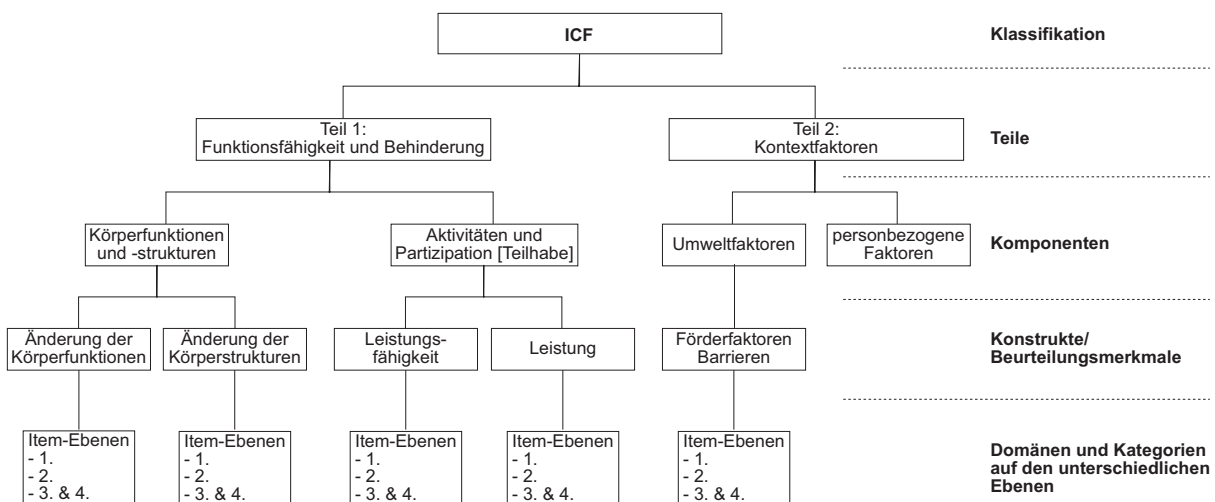 ICF
Klassifikation
Teil 1:
Funktionsfähigkeit und Behinderung
Teil 2:
Kontextfaktoren
Teile
Körperfunktionen
und -strukturen
Aktivitäten und
Partizipation [Teilhabe]
Umweltfaktoren
personbezogene
Faktoren
Komponenten
Änderung der
Körperfunktionen
Änderung der
Körperstrukturen
Leistungs-
fähigkeit
Leistung
Förderfaktoren
Barrieren
Konstrukte/
Beurteilungsmerkmale
Item-Ebenen
- 1.
- 2.
- 3. & 4.
Item-Ebenen
- 1.
- 2.
- 3. & 4.
Item-Ebenen
- 1.
- 2.
- 3. & 4.
Item-Ebenen
- 1.
- 2.
- 3. & 4.
Item-Ebenen
- 1.
- 2.
- 3. & 4.
Domänen und Kategorien
auf den unterschiedlichen
Ebenen